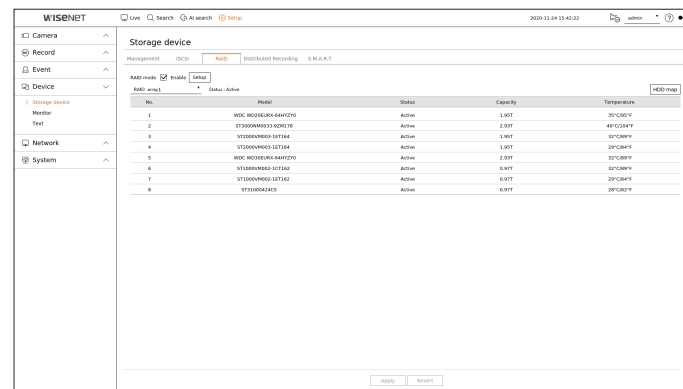 WISENET Live Search AI search Setup 2020-11-24 15:42:22 admin ?
Camera
Record
Event
Device
> Storage device
Monitor
Text
Network
System
Storage device
Management iSCSI RAID Distributed Recording S.M.A.R.T
RAID mode Enable Setup
RAID array1 Status : Active HDD map
No. Model Status Capacity Temperature
1 WDC WD20EURX-64HYZY0 Active 1.95T 35°C/95°F
2 ST3000NM0033-9ZM178 Active 2.93T 40°C/104°F
3 ST2000VM003-1ET164 Active 1.95T 32°C/89°F
4 ST2000VM003-1ET164 Active 1.95T 29°C/84°F
5 WDC WD30EURX-64HYZY0 Active 2.93T 32°C/89°F
6 ST1000VM002-1CT162 Active 0.97T 32°C/89°F
7 ST1000VM002-1ET162 Active 0.97T 29°C/84°F
8 ST31000424CS Active 0.97T 28°C/82°F
Apply Revert